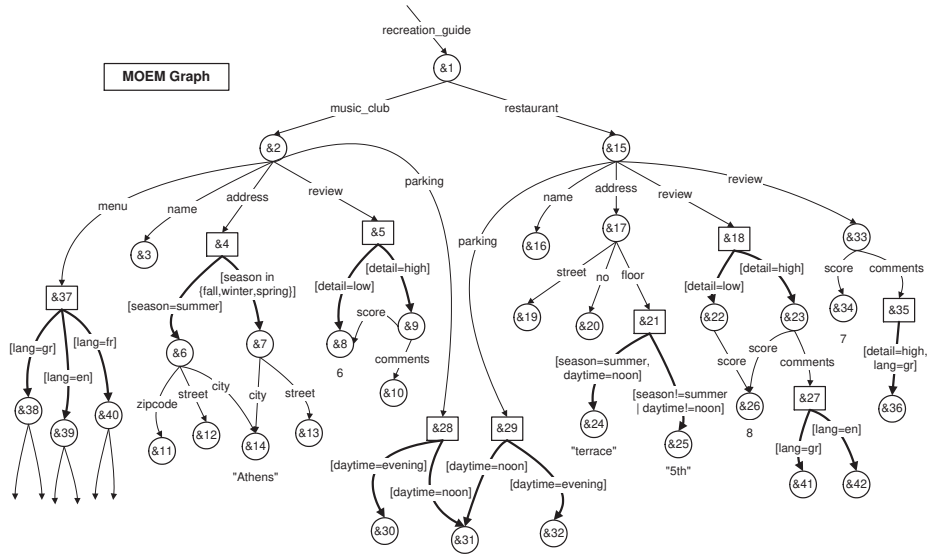 recreation_guide
&1
MOEM Graph
music_club
restaurant
&2
&15
menu
name
address
review
parking
parking
name
address
review
review
&3
&4
&5
&16
&17
&18
&33
[season=summer]
[season in
{fall,winter,spring}]
[detail=low]
[detail=high]
street
no
floor
[detail=low]
[detail=high]
score
comments
&37
&6
&7
&8
6
score
&9
comments
&10
&19
&20
&21
&22
&23
&34
7
&35
[lang=gr]
[lang=en]
[lang=fr]
zipcode
street
city
city
street
[season=summer,
daytime=noon]
[season!=summer
| daytime!=noon]
score
score
comments
[detail=high,
lang=gr]
&38
&39
&40
&11
&12
&14
"Athens"
&13
&28
&29
&24
"terrace"
&25
"5th"
&26
8
&27
&36
[daytime=evening]
[daytime=noon]
[daytime=noon]
[daytime=evening]
[lang=gr]
[lang=en]
&30
&31
&32
&41
&42